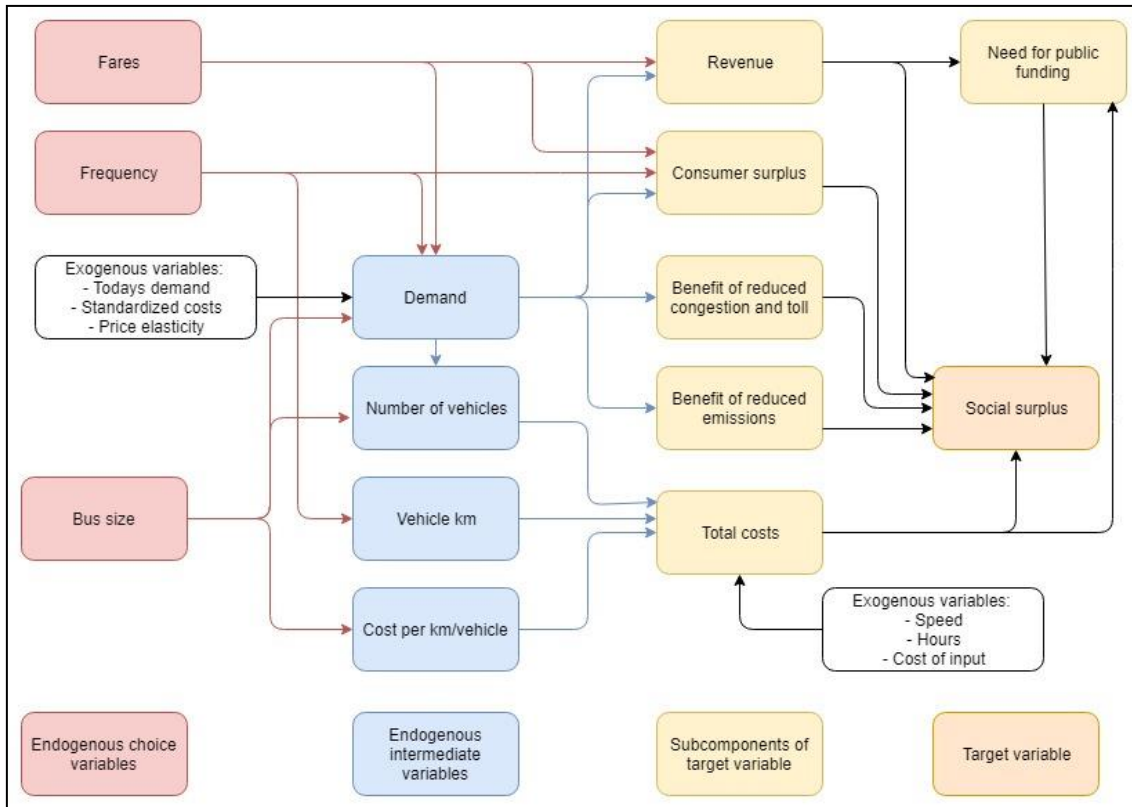 Fares
Revenue
Need for public
funding
Frequency
Consumer surplus
Exogenous variables:
- Todays demand
- Standardized costs
- Price elasticity
Demand
Benefit of reduced
congestion and toll
Number of vehicles
Benefit of reduced
emissions
Social surplus
Bus size
Vehicle km
Total costs
Cost per km/vehicle
Exogenous variables:
- Speed
- Hours
- Cost of input
Endogenous choice
variables
Endogenous
intermediate
variables
Subcomponents of
target variable
Target variable